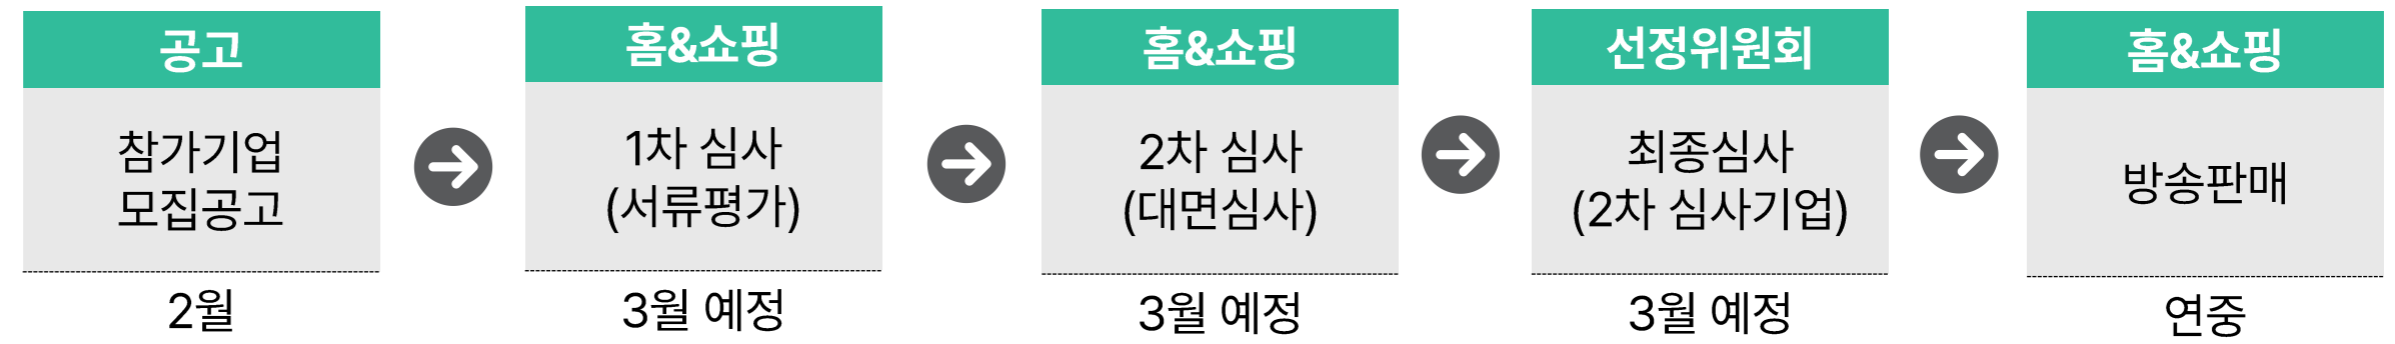 공고
참가기업
모집공고
2월
홈&쇼핑
1차 심사
(서류평가)
3월 예정
홈&쇼핑
2차 심사
(대면심사)
3월 예정
선정위원회
최종심사
(2차 심사기업)
3월 예정
홈&쇼핑
방송판매
연중